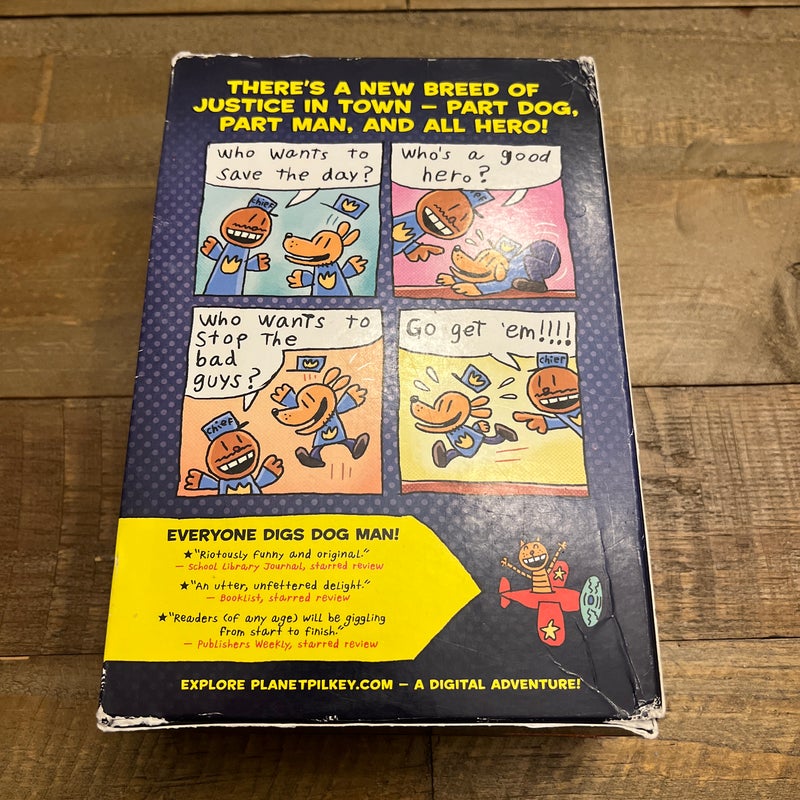 THERE'S A NEW BREED OF
JUSTICE IN TOWN – PART DOG,
PART MAN, AND ALL HERO!
Who wants to
save the day?
chief
Who's a good
hero?
Who wants to
stop the
bad
guys?
chief
Go get 'em!!!!
chief
EVERYONE DIGS DOG MAN!
★"Riotously funny and original."
– School Library Journal, starred review
★"An utter, unfettered delight."
– Booklist, starred review
★"Readers (of any age) will be giggling
from start to finish."
– Publishers Weekly, starred review
EXPLORE PLANETPILKEY.COM – A DIGITAL ADVENTURE!